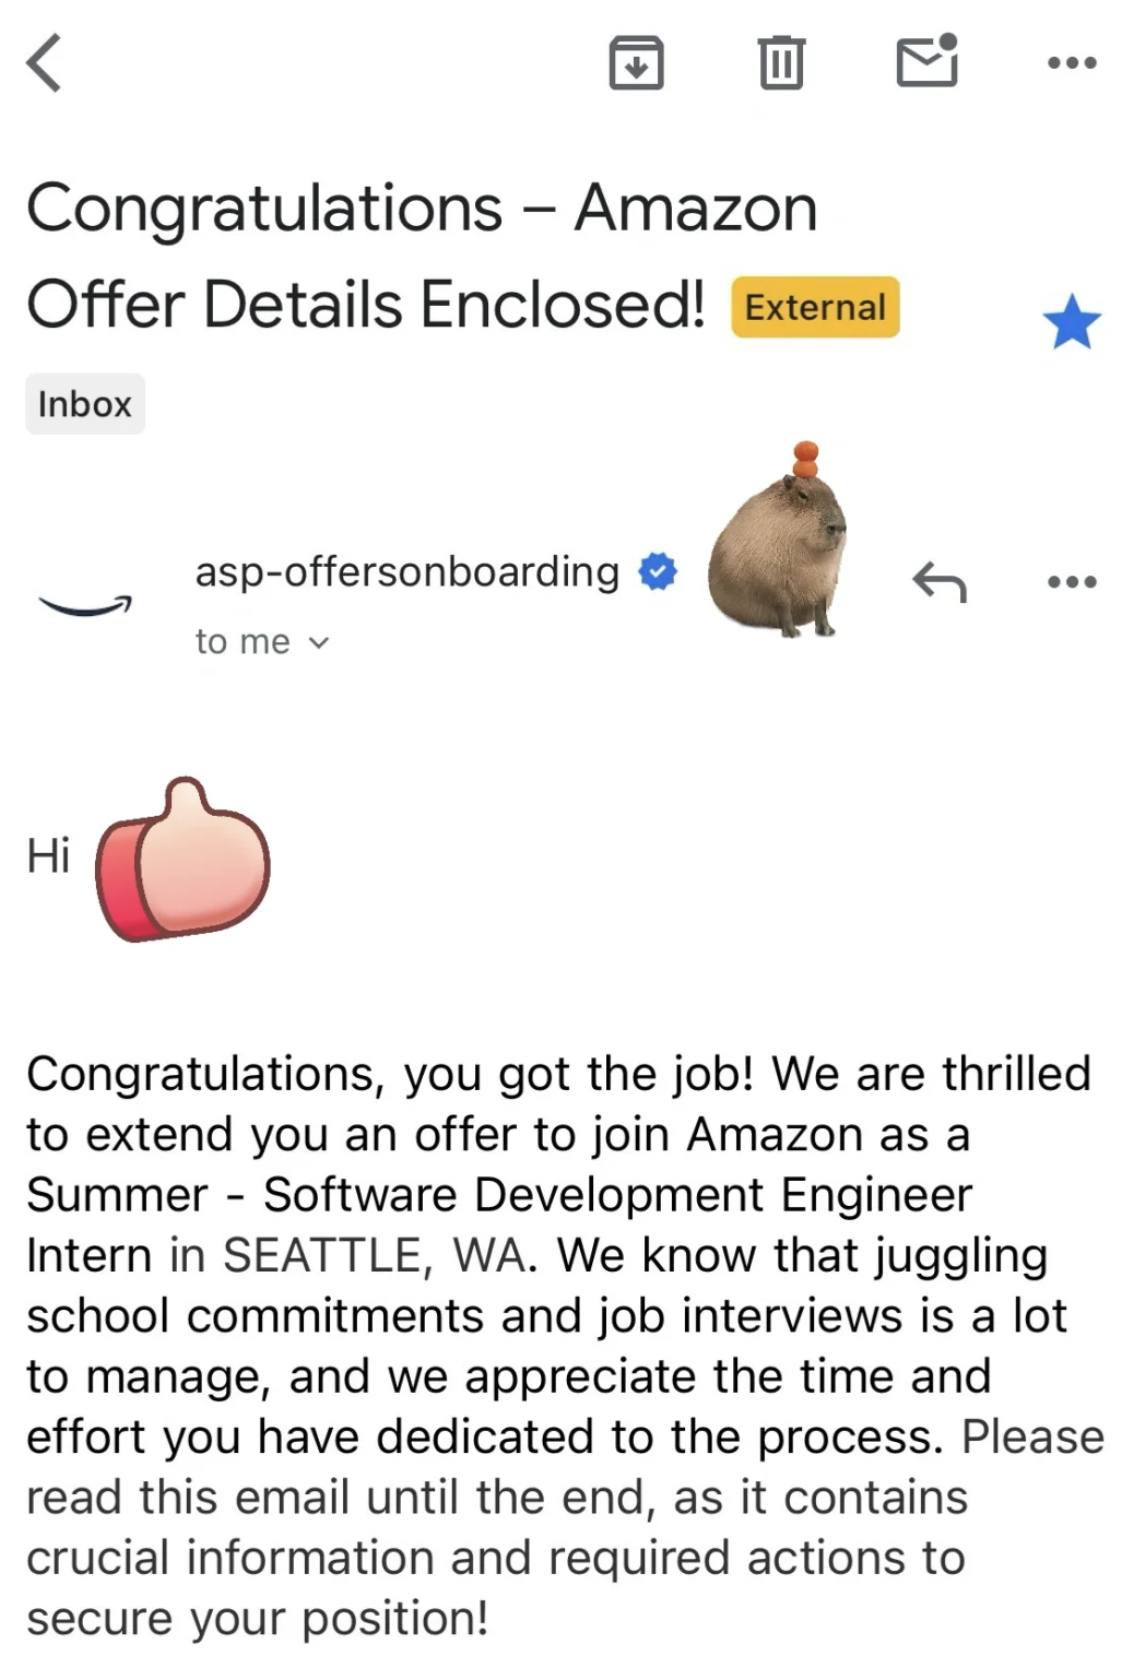 Congratulations – Amazon
Offer Details Enclosed! External
Inbox
asp-offersonboarding
to me
Hi
Congratulations, you got the job! We are thrilled
to extend you an offer to join Amazon as a
Summer - Software Development Engineer
Intern in SEATTLE, WA. We know that juggling
school commitments and job interviews is a lot
to manage, and we appreciate the time and
effort you have dedicated to the process. Please
read this email until the end, as it contains
crucial information and required actions to
secure your position!